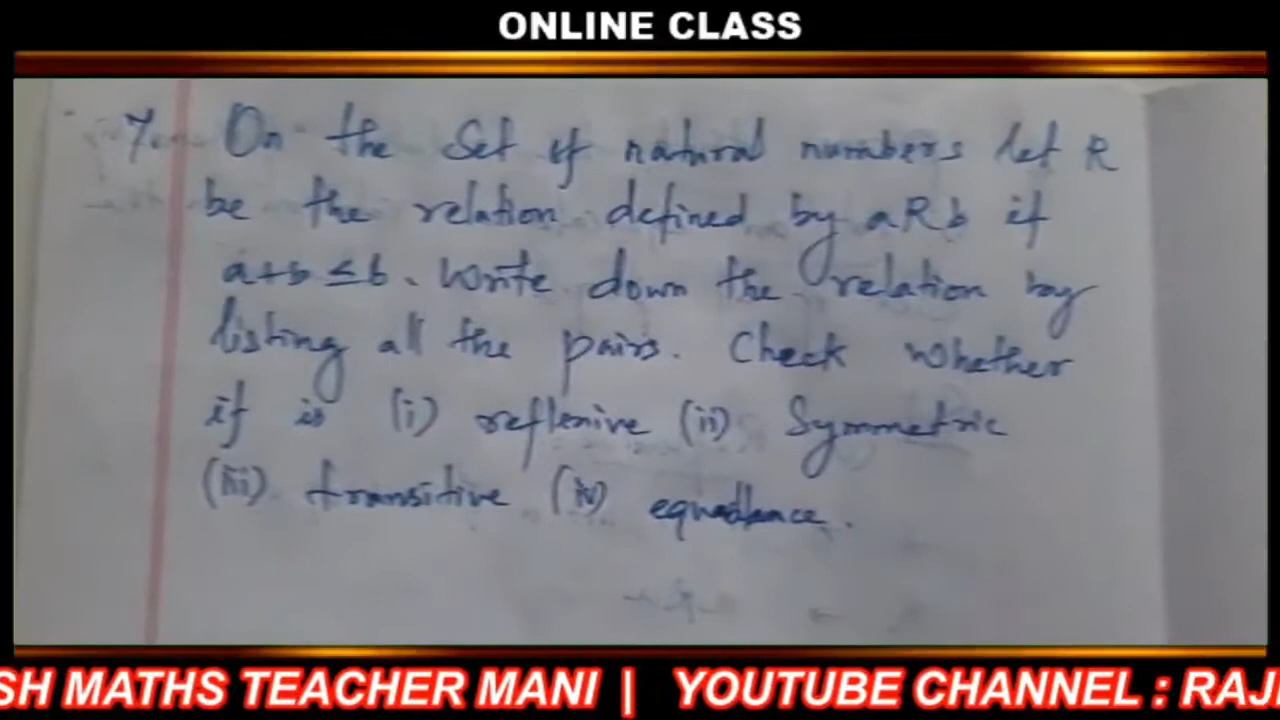 ONLINE CLASS
7. On the Set of natural numbers let R
be the relation defined by aRb if
a+b ≤ b. Write down the relation by
listing all the pairs. Check whether
it is (i) reflexive (ii) Symmetric
(iii) transitive (iv)
SH MATHS TEACHER MANI | YOUTUBE CHANNEL : RAJ